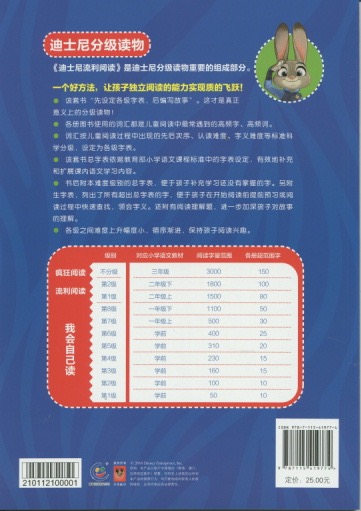 迪士尼分级读物
《迪士尼流利阅读》是迪士尼分级读物重要的组成部分。
一个好方法，让孩子独立阅读的能力实现质的飞跃！
● 该套书“先设定各级字表，后编写故事”。这才是真正
意义上的分级读物！
● 各册图书使用的词汇都是儿童阅读中最常遇到的高频字、高频词。
● 词汇按儿童阅读过程中出现的先后次序、认读难度、字义难度等标准科
学分级，设定为各级字表。
● 该套书总字表依据教育部小学语文课程标准中的字表设定，有效地补充
和扩展课内语文学习内容。
● 书后附本难度级别的总字表，便于孩子补充学习还没有掌握的字。另附
生字表，列出了所有超出总字表的字，便于孩子在开始阅读前提前预习或阅
读过程中快速查找，领会字义。还附有阅读理解题，进一步加深孩子对故事
的理解。
● 各级之间难度上升幅度小，循序渐进，保持孩子阅读兴趣。
级别 对应小学语文教材 阅读字量范围 各册超范围字
疯狂阅读 不分级 三年级 3000 150
流利阅读 第2级 二年级下 1800 100
第1级 二年级上 1500 80
我会自己读 第8级 一年级下 1100 50
第7级 一年级上 500 30
第6级 学前 400 25
第5级 学前 310 20
第4级 学前 230 15
第3级 学前 160 15
第2级 学前 100 10
第1级 学前 50 10
210112100001
ISBN 978-7-115-41977-4
9 787115 419774
定价：25.00元